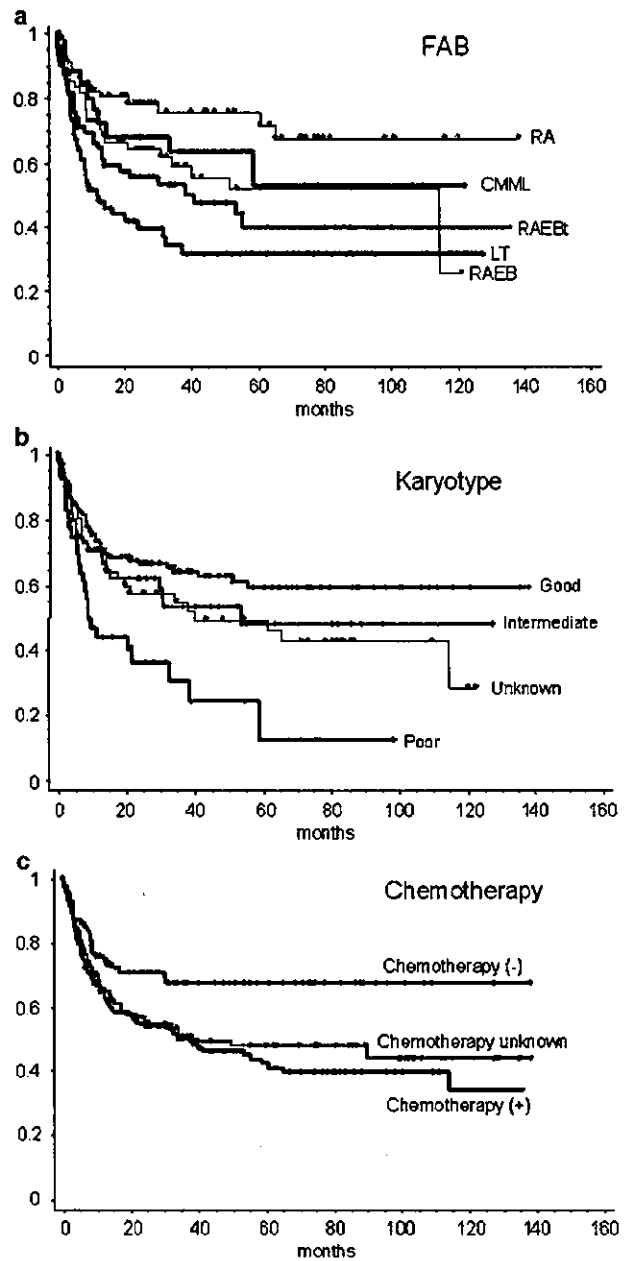 a
FAB
1
0.8
RA
0.6
CMML
0.4
RAEBt
LT
RAEB
0.2
0
0 20 40 60 80 100 120 140 160
months
b
Karyotype
1
0.8
0.6
Good
Intermediate
0.4
Unknown
0.2
Poor
0
0 20 40 60 80 100 120 140 160
months
c
Chemotherapy
1
0.8
Chemotherapy (-)
0.6
Chemotherapy unknown
0.4
Chemotherapy (+)
0.2
0
0 20 40 60 80 100 120 140 160
months